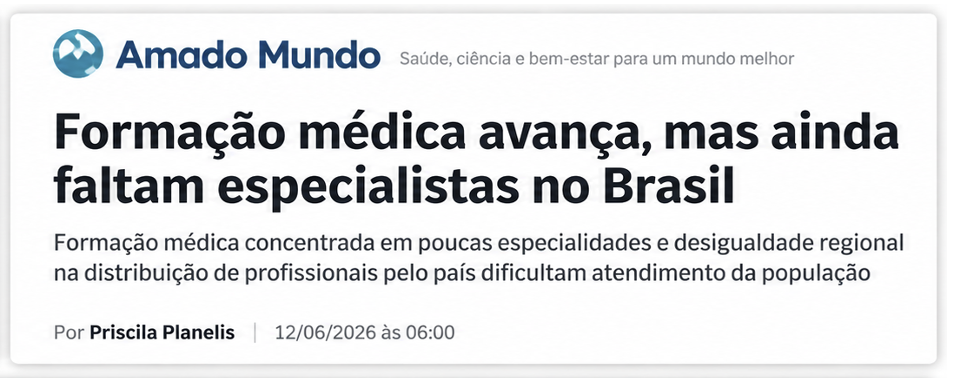 Amado Mundo Saúde, ciência e bem-estar para um mundo melhor
Formação médica avança, mas ainda
faltam especialistas no Brasil
Formação médica concentrada em poucas especialidades e desigualdade regional
na distribuição de profissionais pelo país dificultam atendimento da população
Por Priscila Planelis | 12/06/2026 às 06:00